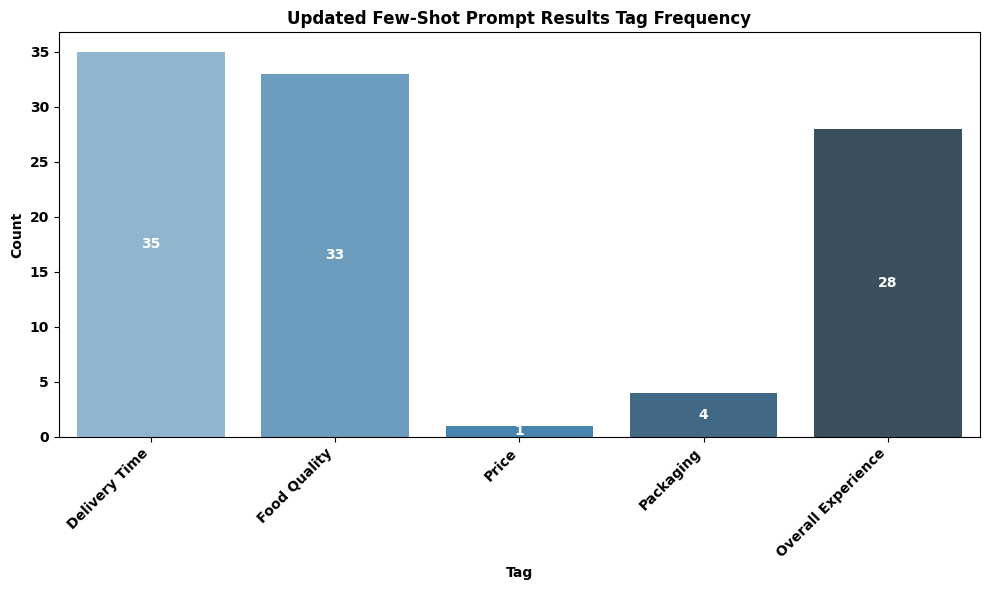 Updated Few-Shot Prompt Results Tag Frequency
Count
35
30
25
20
15
10
5
0
35
33
1
4
28
Delivery Time
Food Quality
Price
Packaging
Overall Experience
Tag